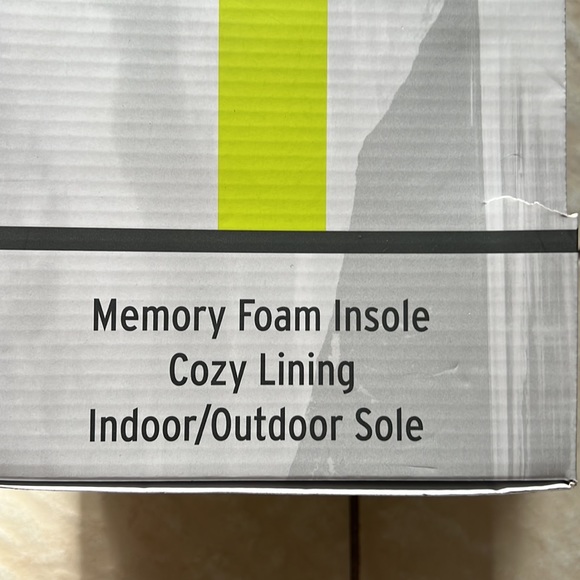 Memory Foam Insole
Cozy Lining
Indoor/Outdoor Sole